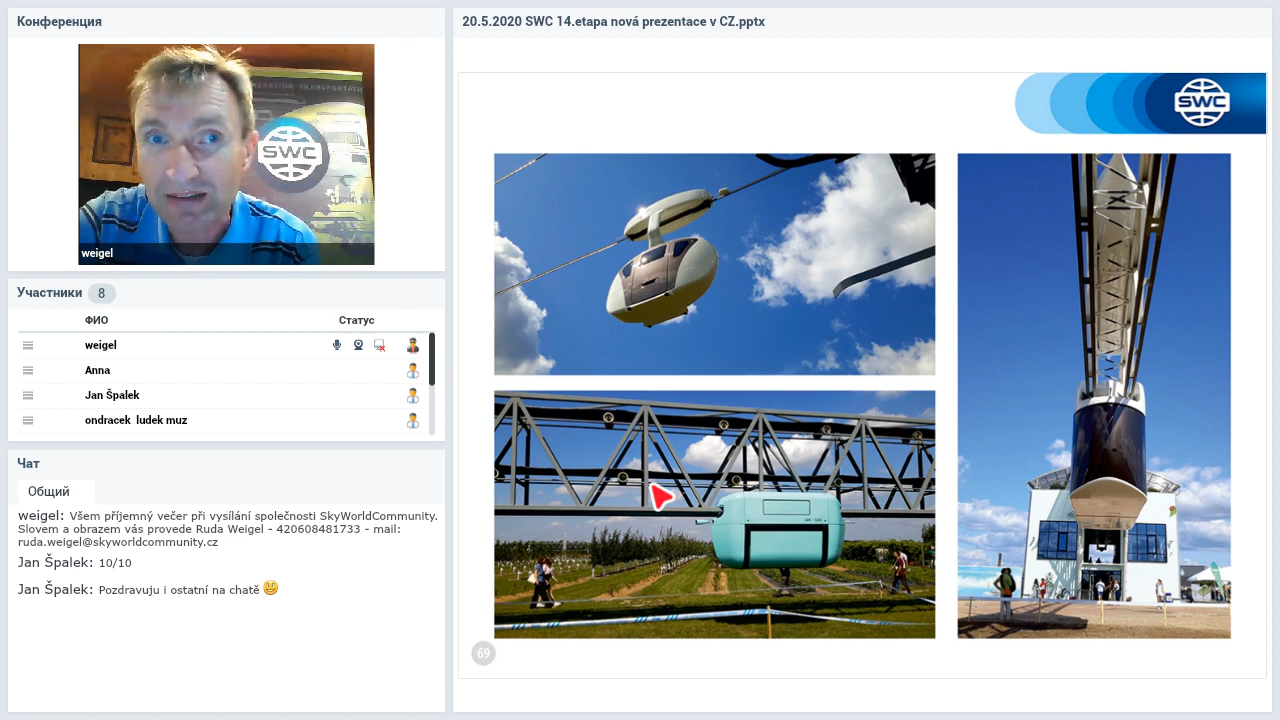 Конференция
SWC
weigel
Участники 8
ФИО Статус
weigel
Anna
Jan Špalek
ondracek ludek muz
Чат
Общий
weigel: Všem příjemný večer při vysílání společnosti SkyWorldCommunity.
Slovem a obrazem vás provede Ruda Weigel - 420608481733 - mail:
ruda.weigel@skyworldcommunity.cz
Jan Špalek: 10/10
Jan Špalek: Pozdravuju i ostatní na chatě
20.5.2020 SWC 14.etapa nová prezentace v CZ.pptx
SWC
69